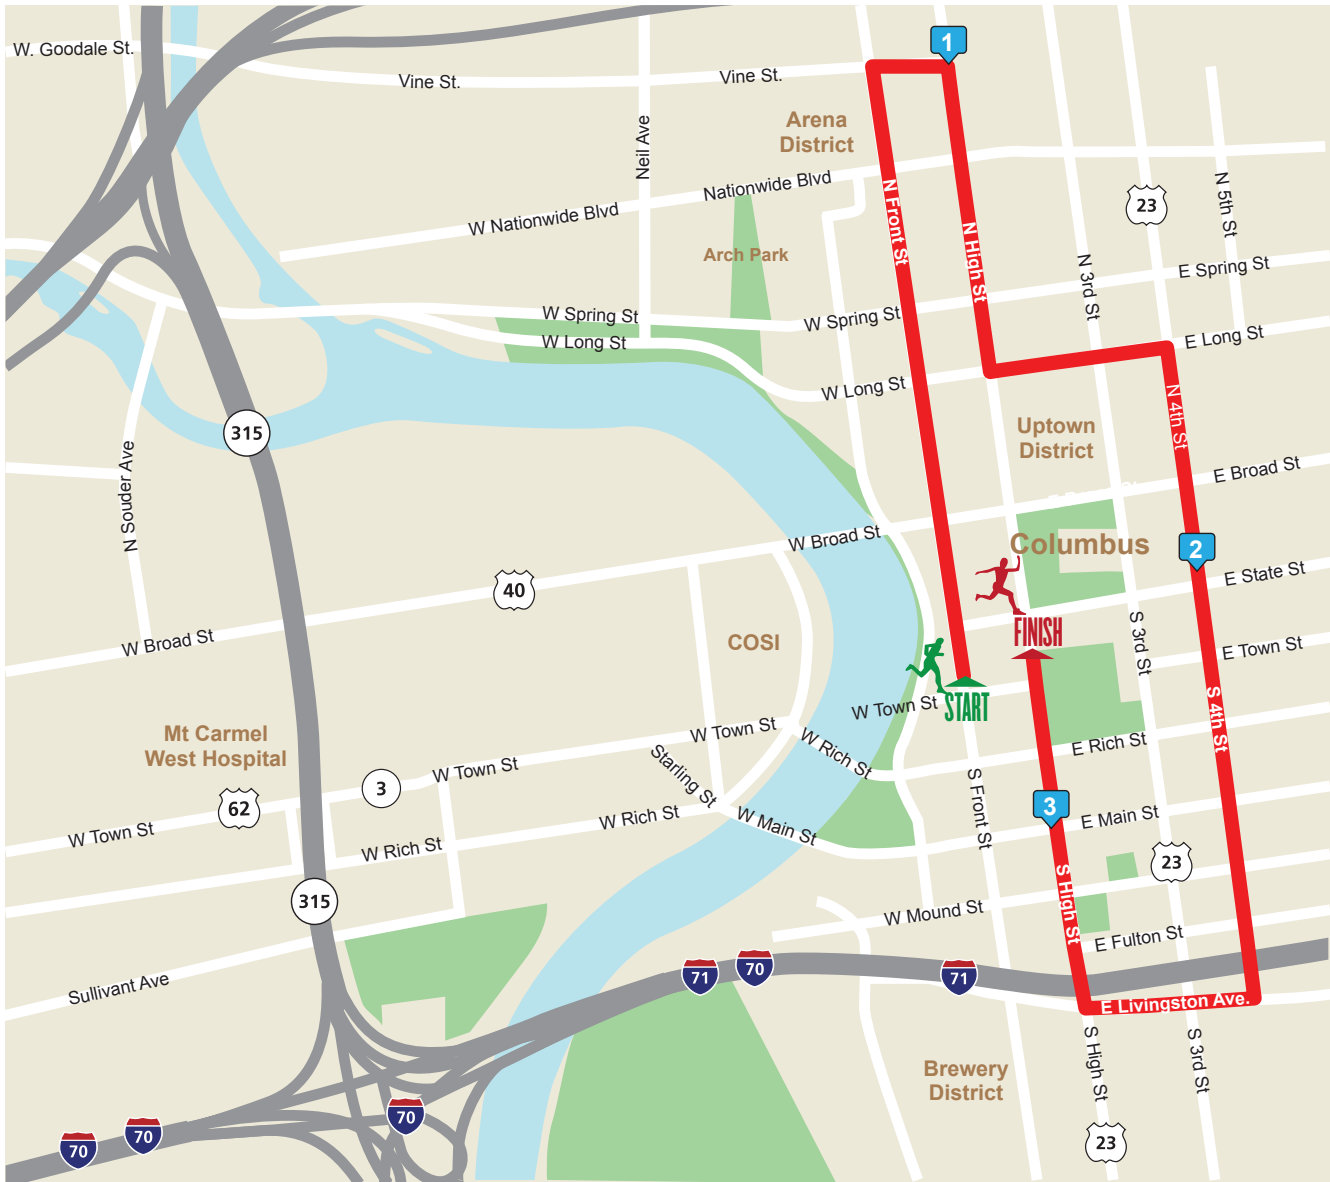 1
W. Goodale St.
Vine St.
Vine St.
Arena
District
Neil Ave
Nationwide Blvd
W Nationwide Blvd
N Front St
N High St
N 3rd St
23
N 5th St
E Spring St
Arch Park
W Spring St
W Spring St
W Long St
W Long St
E Long St
N 4th St
Uptown
District
315
N Souder Ave
E Broad St
W Broad St
Columbus
2
40
E State St
W Broad St
COSI
FINISH
S 3rd St
E Town St
START
W Town St
S 4th St
Mt Carmel
West Hospital
W Town St
W Rich St
E Rich St
Starling St
W Town St
3
62
S Front St
3
W Town St
W Rich St
W Rich St
W Main St
E Main St
23
315
S High St
W Mound St
E Fulton St
71
70
71
Sullivant Ave
E Livingston Ave.
S High St
S 3rd St
Brewery
District
70
70
70
23